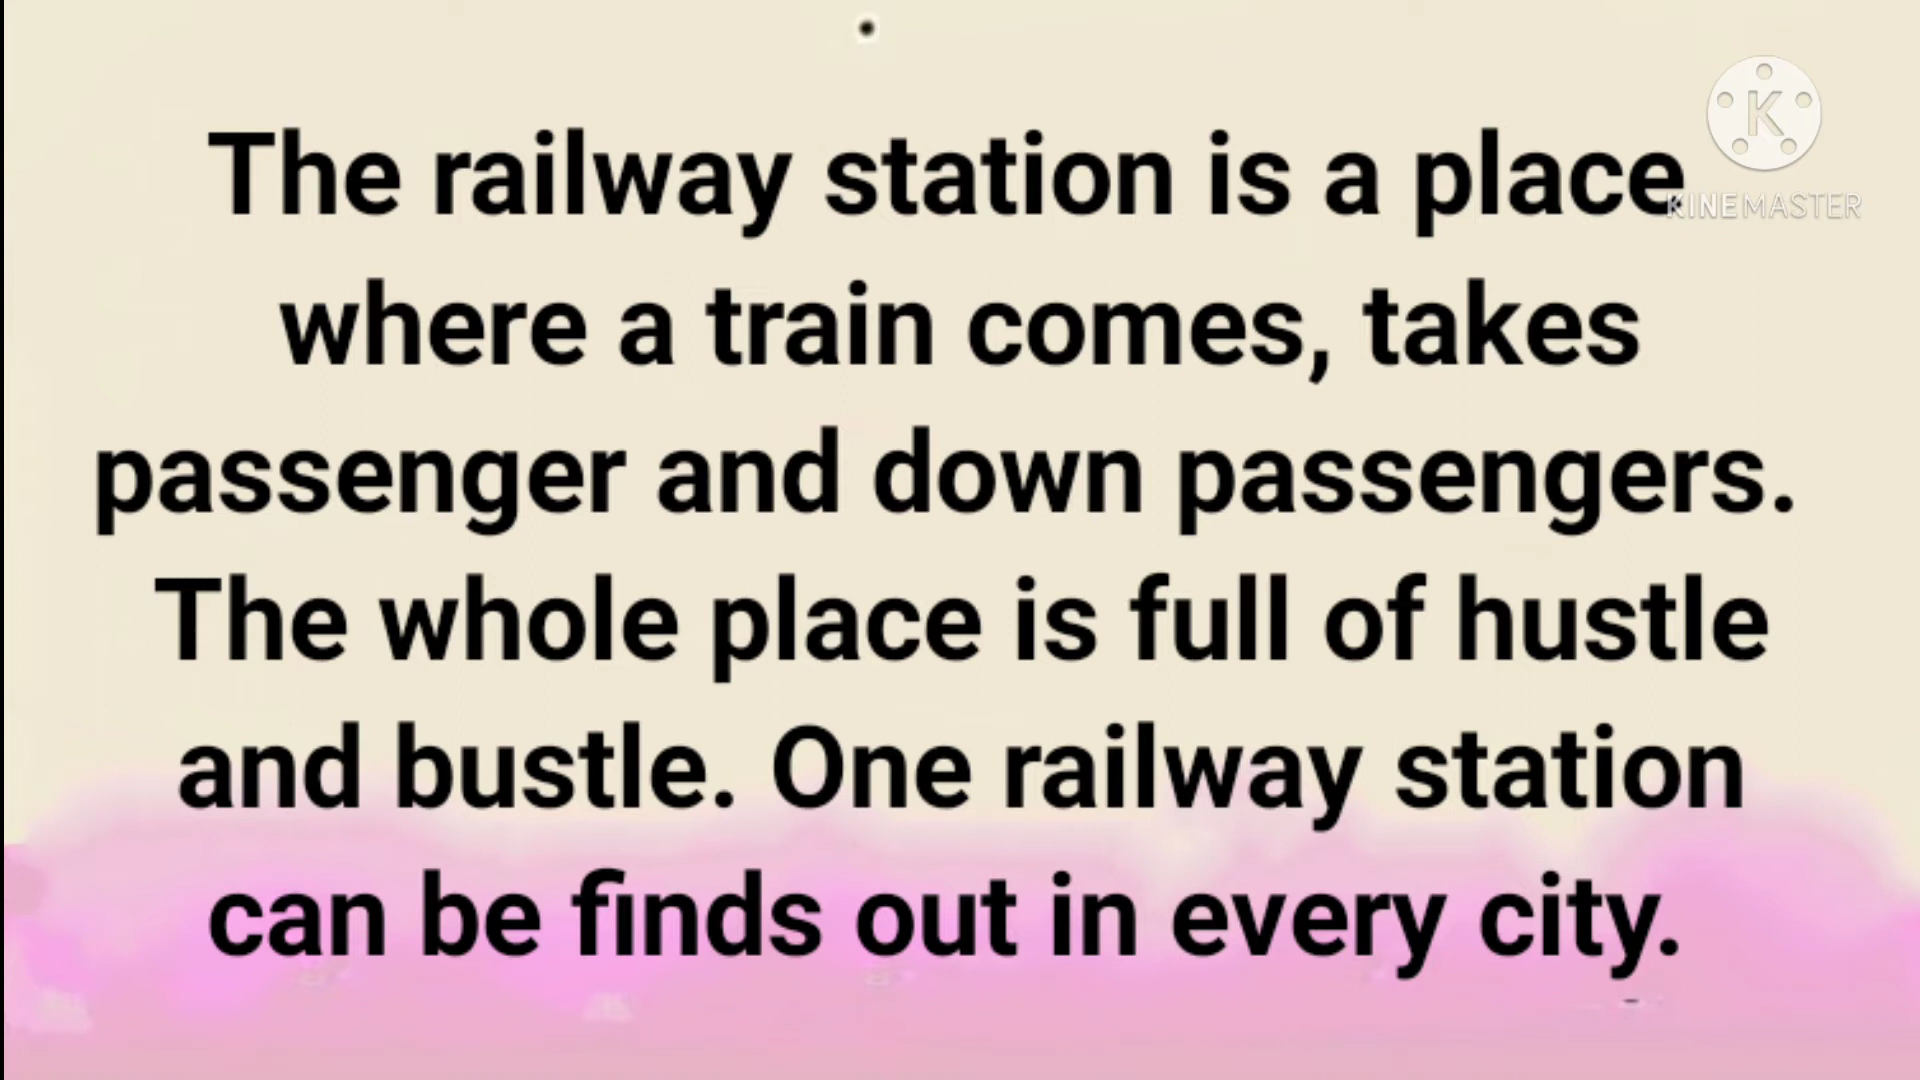 The railway station is a place
where a train comes, takes
passenger and down passengers.
The whole place is full of hustle
and bustle. One railway station
can be finds out in every city.
K
KINEMASTER